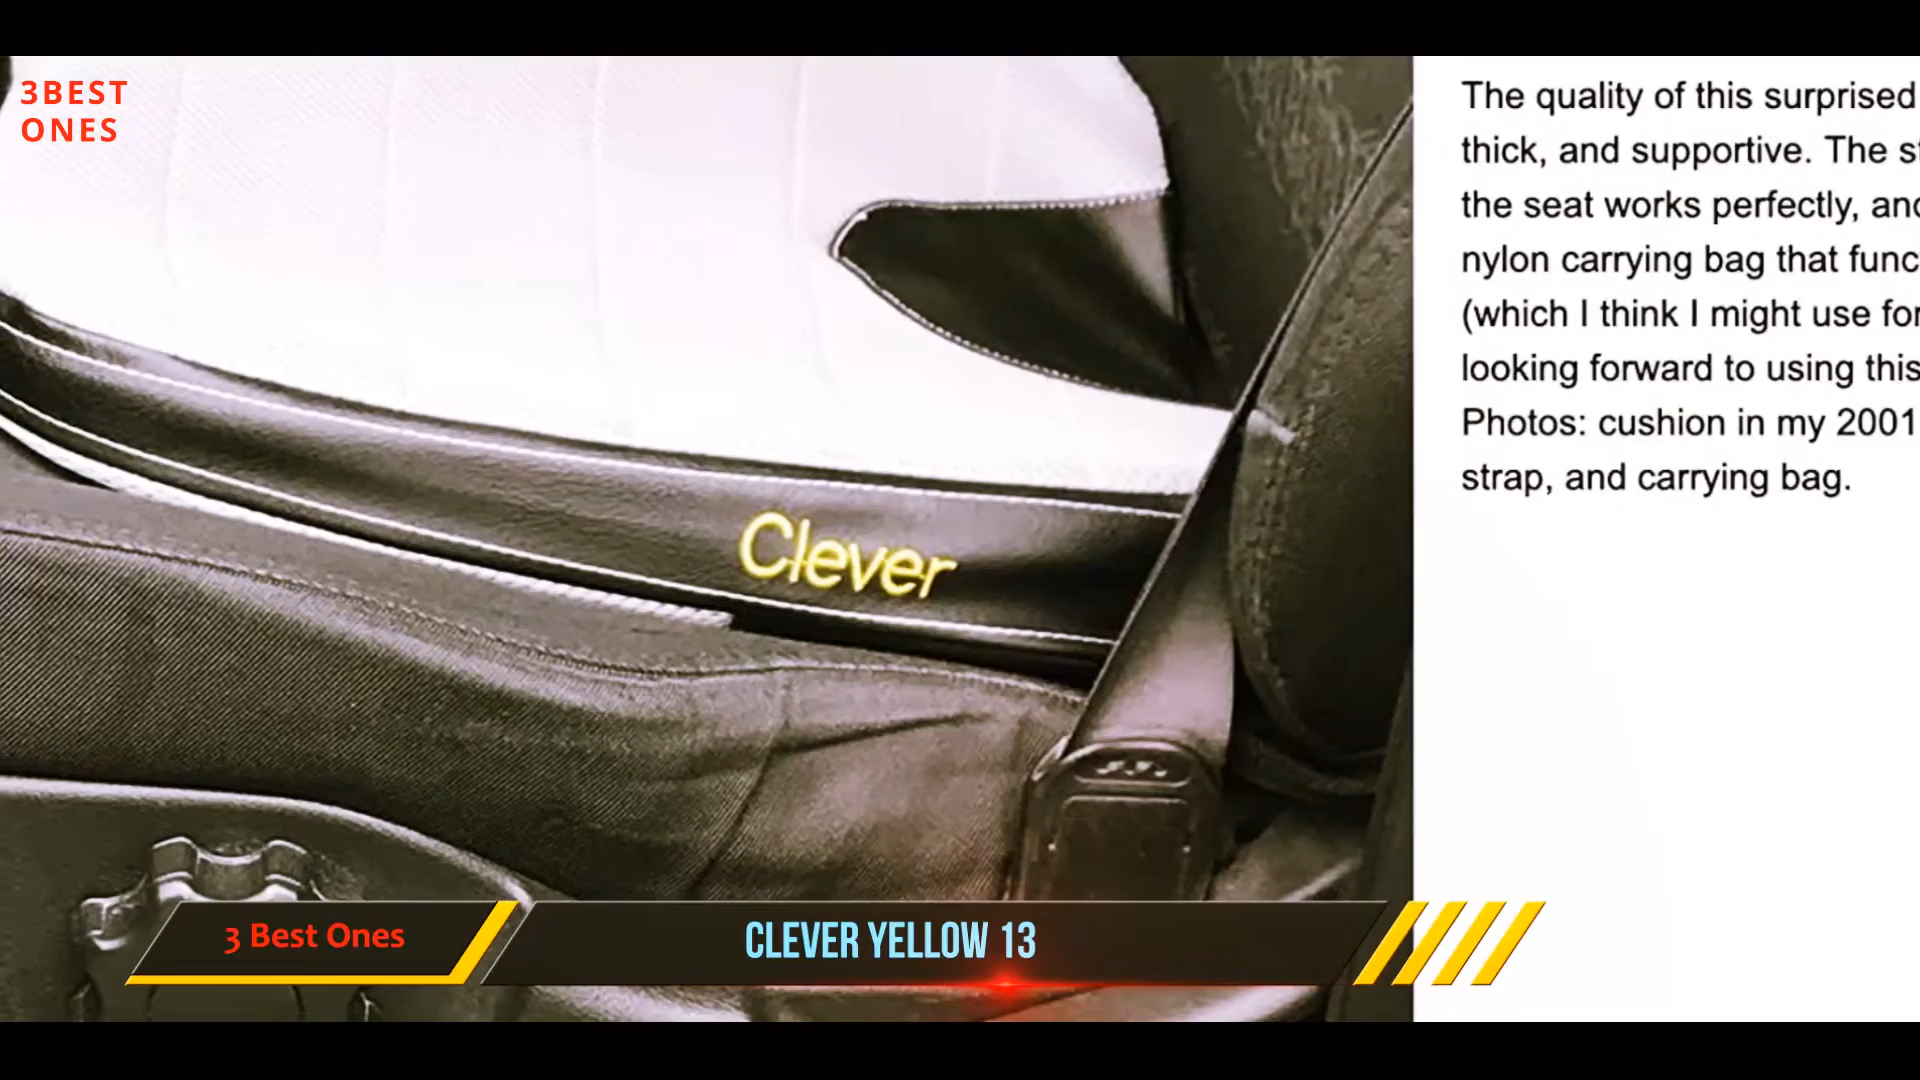 3BEST
ONES
The quality of this surprised
thick, and supportive. The
the seat works perfectly, and
nylon carrying bag that
(which I think I might use for
looking forward to using this
Photos: cushion in my 2001
strap, and carrying bag.
Clever
3 Best Ones
CLEVER YELLOW 13